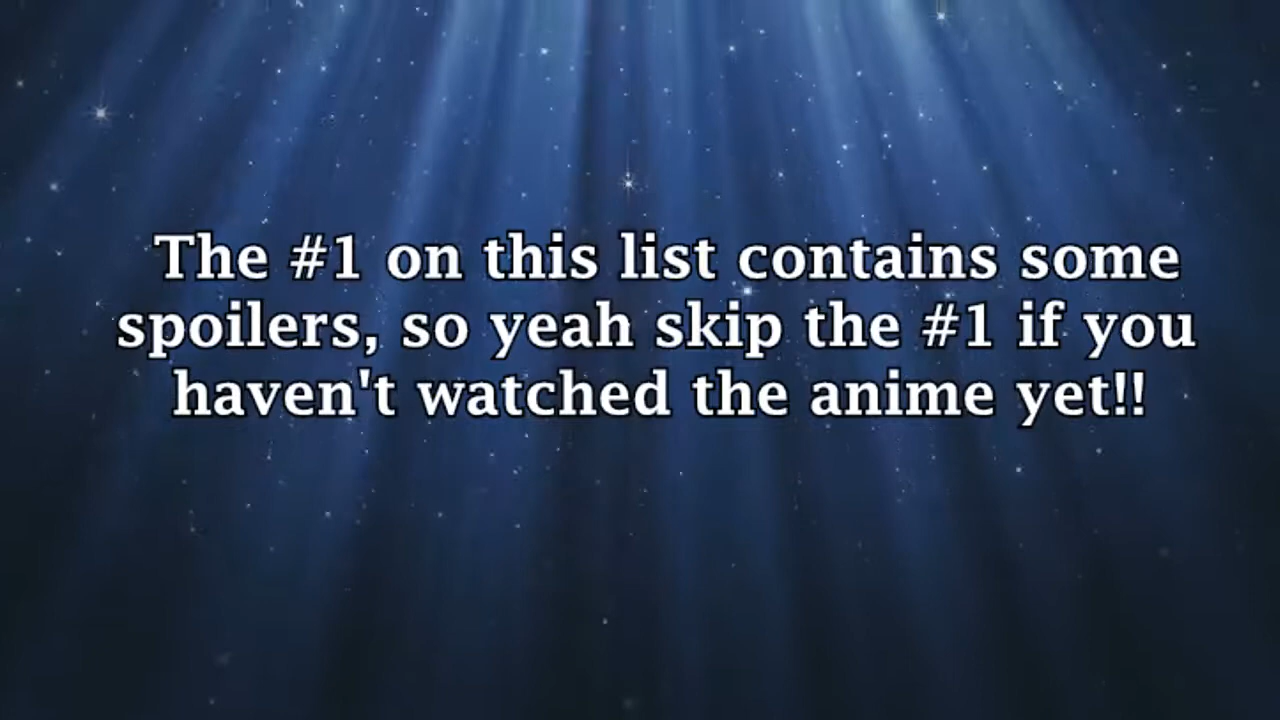 The #1 on this list contains some
spoilers, so yeah skip the #1 if you
haven't watched the anime yet!!